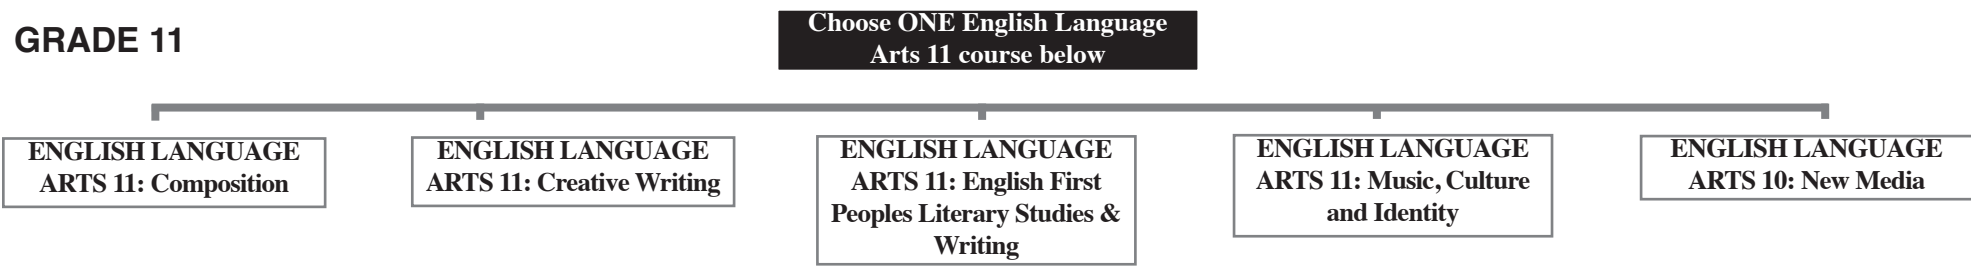 GRADE 11
Choose ONE English Language
Arts 11 course below
ENGLISH LANGUAGE
ARTS 11: Composition
ENGLISH LANGUAGE
ARTS 11: Creative Writing
ENGLISH LANGUAGE
ARTS 11: English First
Peoples Literary Studies &
Writing
ENGLISH LANGUAGE
ARTS 11: Music, Culture
and Identity
ENGLISH LANGUAGE
ARTS 10: New Media